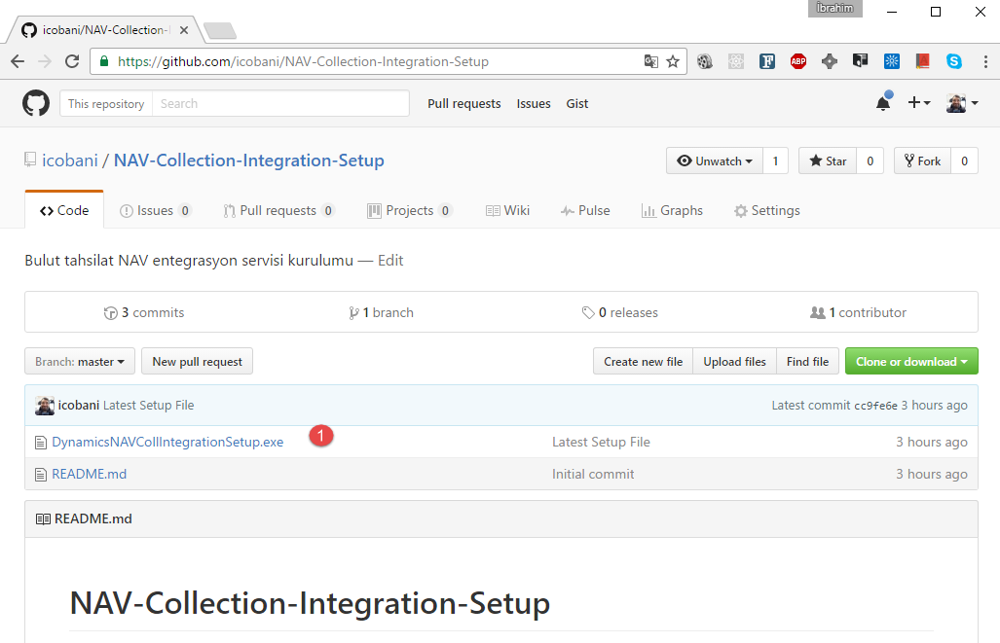 İbrahim
icobani/NAV-Collection-I
https://github.com/icobani/NAV-Collection-Integration-Setup
This repository Search Pull requests Issues Gist
icobani / NAV-Collection-Integration-Setup Unwatch 1 Star 0 Fork 0
Code Issues 0 Pull requests 0 Projects 0 Wiki Pulse Graphs Settings
Bulut tahsilat NAV entegrasyon servisi kurulumu — Edit
3 commits 1 branch 0 releases 1 contributor
Branch: master New pull request Create new file Upload files Find file Clone or download
icobani Latest Setup File Latest commit cc9fe6e 3 hours ago
DynamicsNAVCollIntegrationSetup.exe 1 Latest Setup File 3 hours ago
README.md Initial commit 3 hours ago
README.md
NAV-Collection-Integration-Setup